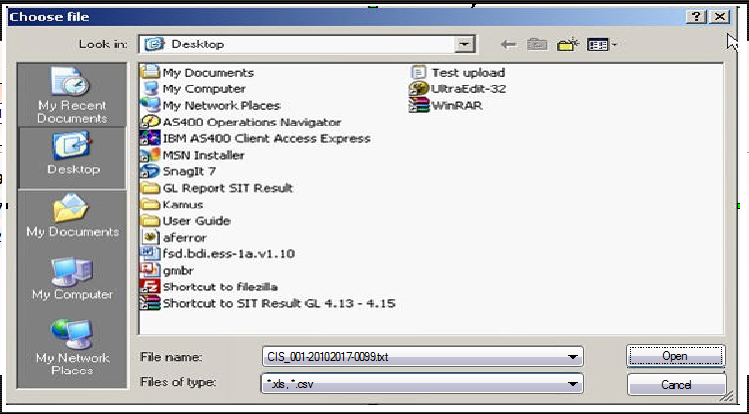 Choose file
Look in: Desktop
My Recent
Documents
Desktop
My Documents
My Computer
My Network
Places
My Documents
My Computer
My Network Places
AS400 Operations Navigator
IBM AS400 Client Access Express
MSN Installer
SnagIt 7
GL Report SIT Result
Kamus
User Guide
aferror
fsd.bdi.ess-1a.v1.10
gmbr
Shortcut to filezilla
Shortcut to SIT Result GL 4.13 - 4.15
Test upload
UltraEdit-32
WinRAR
File name: CIS_001-20102017-0099.txt Open
Files of type: *.xls, *.csv Cancel